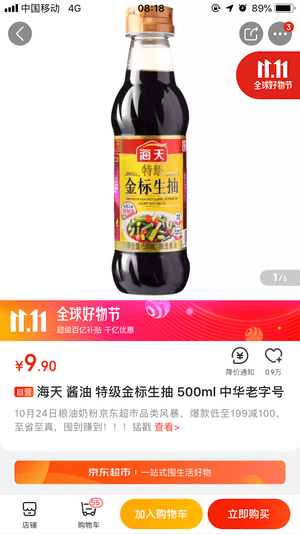 中国移动 4G 08:18 89%
3
11.11
全球好物节
海天
特级
金标生抽
1/5
11.11 全球好物节
超级百亿补贴 千亿优惠
¥9.90
降价通知 0.9万
自营 海天 酱油 特级金标生抽 500ml 中华老字号
10月24日粮油奶粉京东超市品类风暴，爆款低至199减100，
至省至真，囤到赚到！！！猛戳 查看>
京东超市 一站式囤生活好物
55
店铺 购物车 加入购物车 立即购买